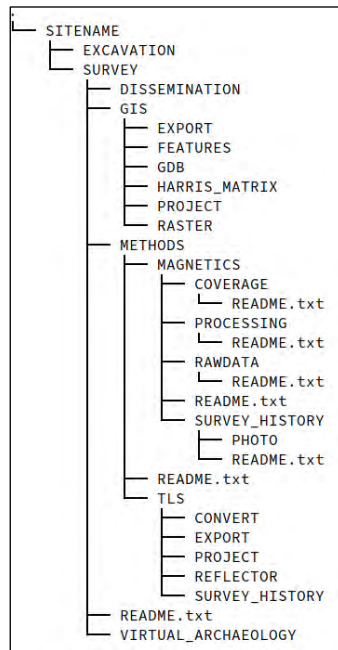 .
SITENAME
EXCAVATION
SURVEY
DISSEMINATION
GIS
EXPORT
FEATURES
GDB
HARRIS_MATRIX
PROJECT
RASTER
METHODS
MAGNETICS
COVERAGE
README.txt
PROCESSING
README.txt
RAWDATA
README.txt
README.txt
SURVEY_HISTORY
PHOTO
README.txt
README.txt
TLS
CONVERT
EXPORT
PROJECT
REFLECTOR
SURVEY_HISTORY
README.txt
VIRTUAL_ARCHAEOLOGY